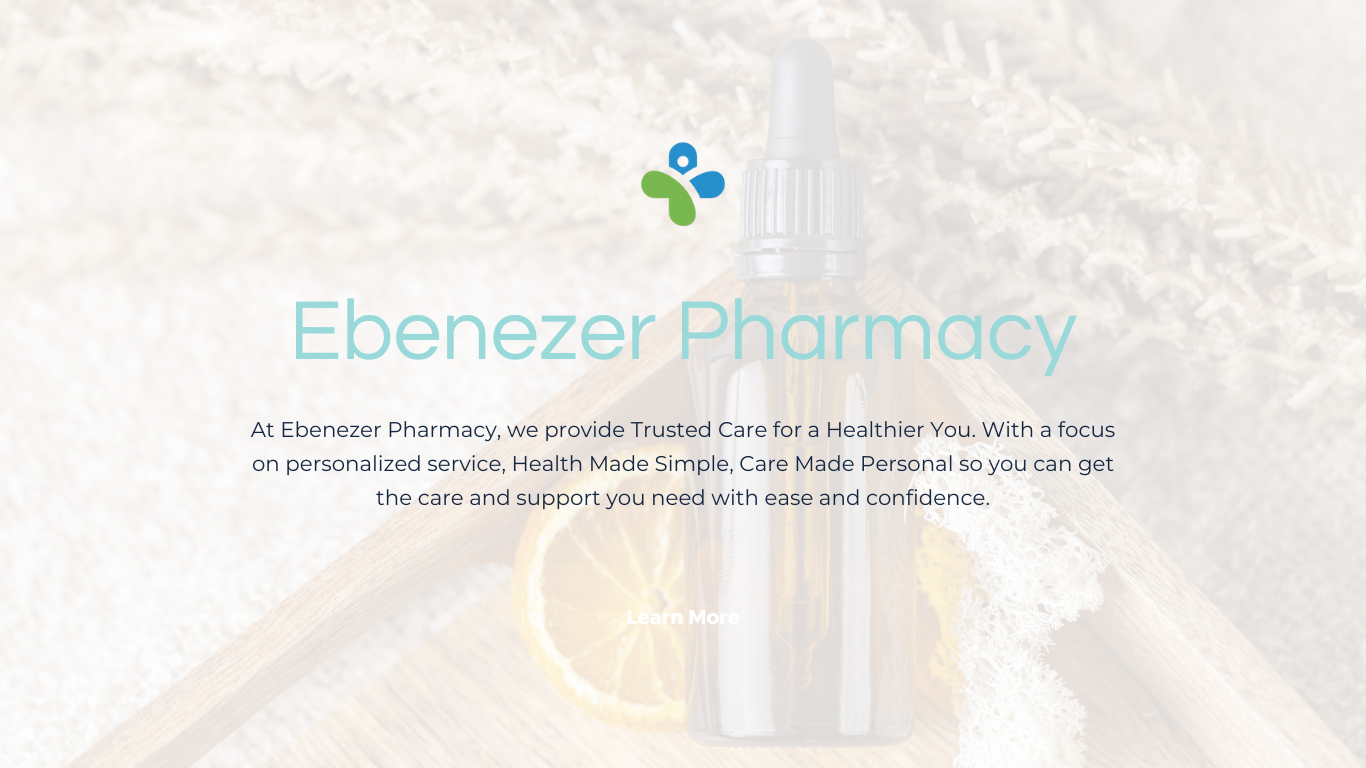 Ebenezer Pharmacy
At Ebenezer Pharmacy, we provide Trusted Care for a Healthier You. With a focus
on personalized service, Health Made Simple, Care Made Personal so you can get
the care and support you need with ease and confidence.
Learn More